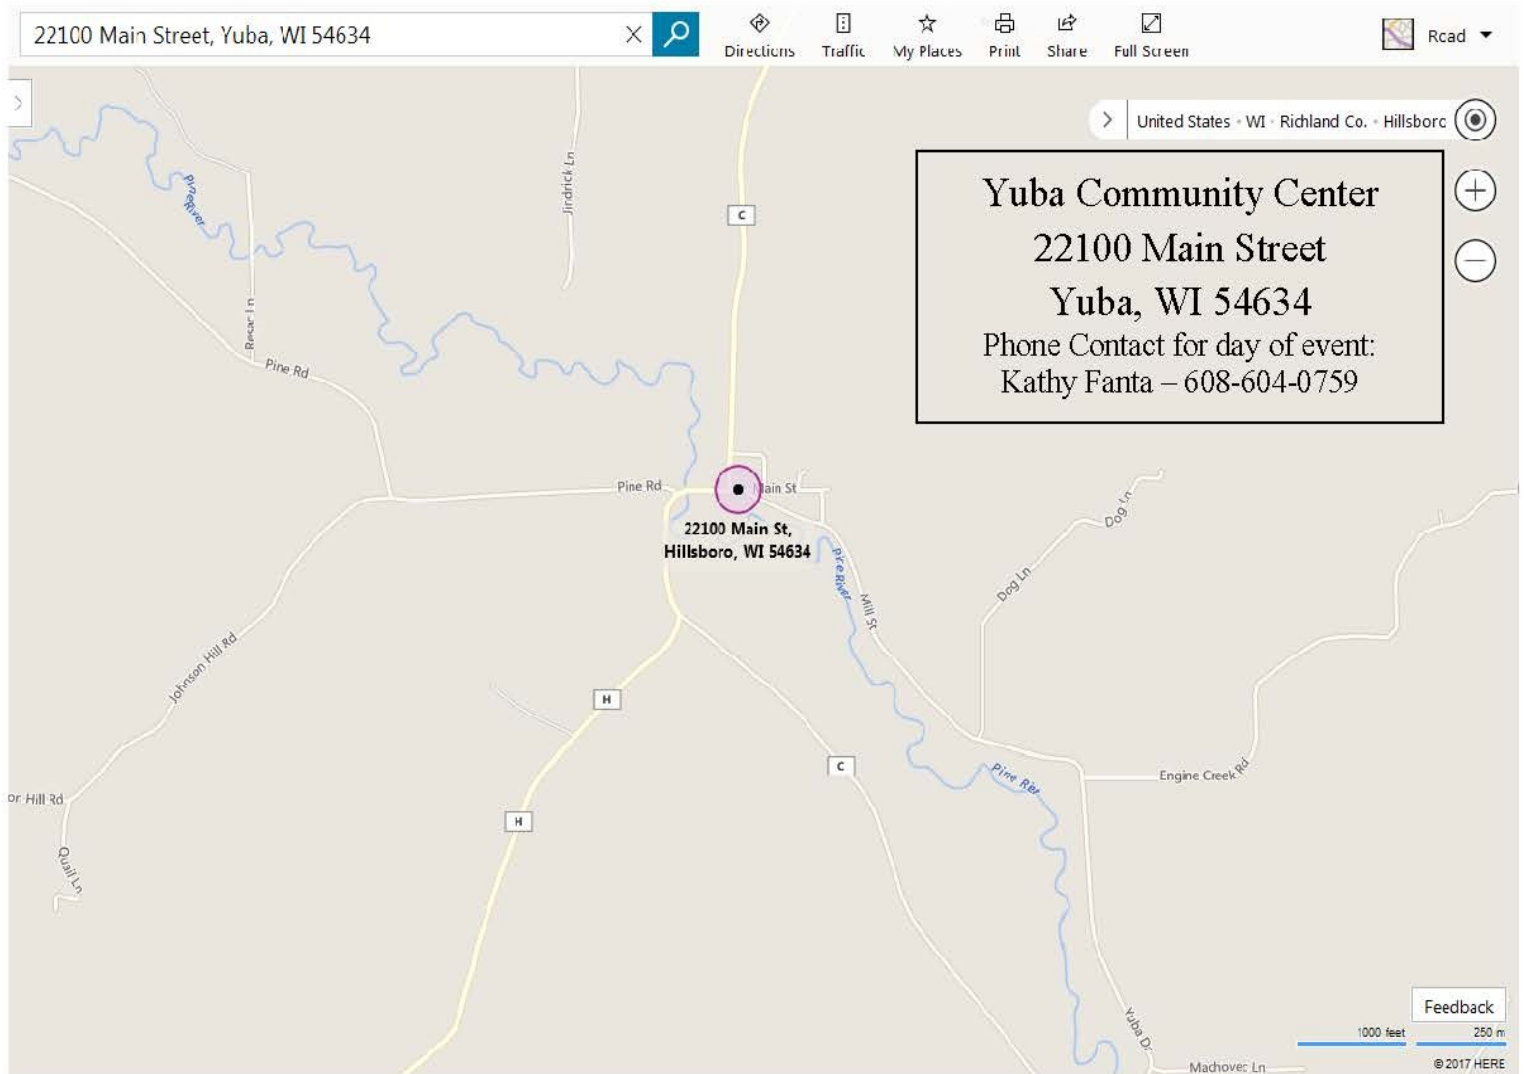 22100 Main Street, Yuba, WI 54634
Directions
Traffic
My Places
Print
Share
Full Screen
Road
United States · WI · Richland Co. · Hillsboro
Yuba Community Center
22100 Main Street
Yuba, WI 54634
Phone Contact for day of event:
Kathy Fanta – 608-604-0759
Pine River
Jindrick Ln
C
Pine Rd
Pine Rd
Main St
22100 Main St,
Hillsboro, WI 54634
Dog Ln
Dog Ln
Pine River
Mill St
Johnson Hill Rd
H
C
Pine
Engine Creek Rd
or Hill Rd
H
Quail Ln
Feedback
1000 feet
250 m
Yuba Dr
Machovec Ln
© 2017 HERE